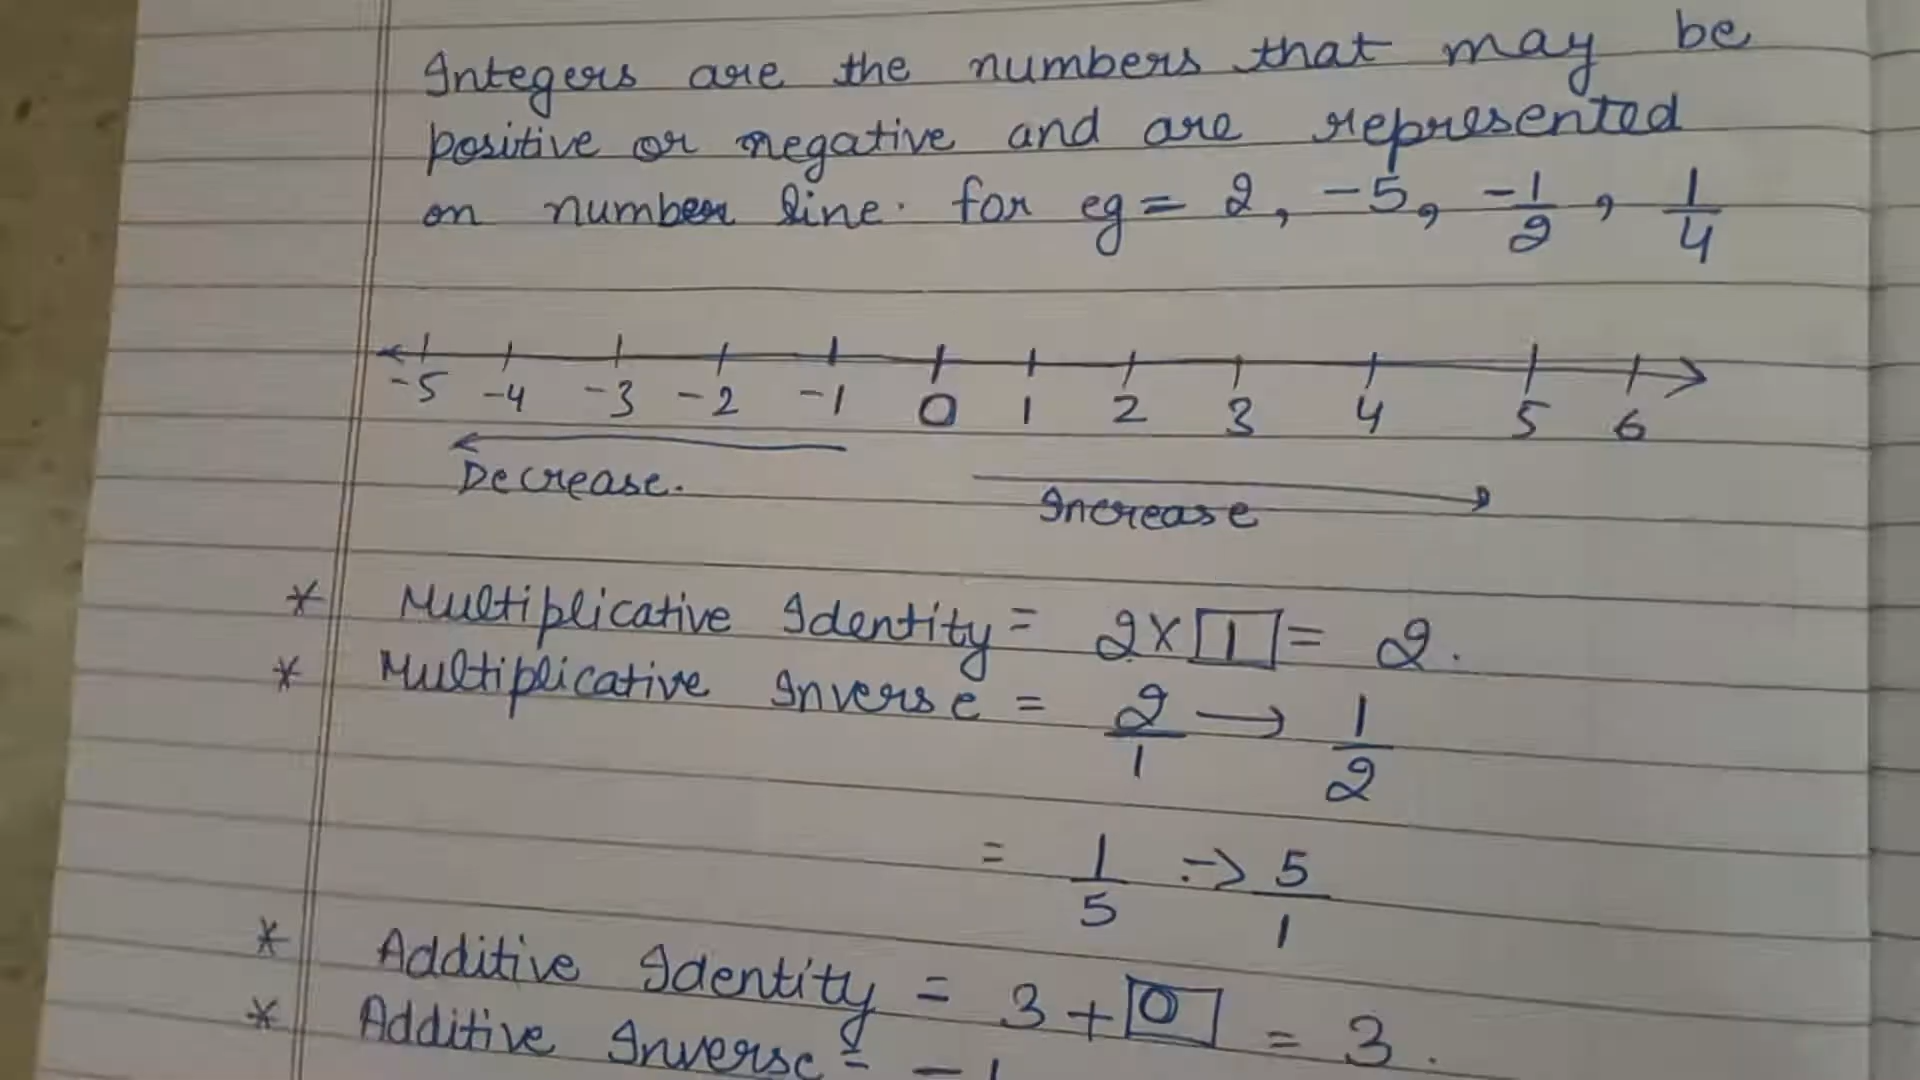 Integers are the numbers that may be
positive or negative and are represented
on number line. for eg = 2, -5, -1/2, 1/4
-5 -4 -3 -2 -1 0 1 2 3 4 5 6
Decrease.
Increase
* Multiplicative Identity = 2 × 1 = 2.
* Multiplicative Inverse = 2/1 → 1/2
= 1/5 → 5/1
* Additive Identity = 3 + 0 = 3.
* Additive Inverse =